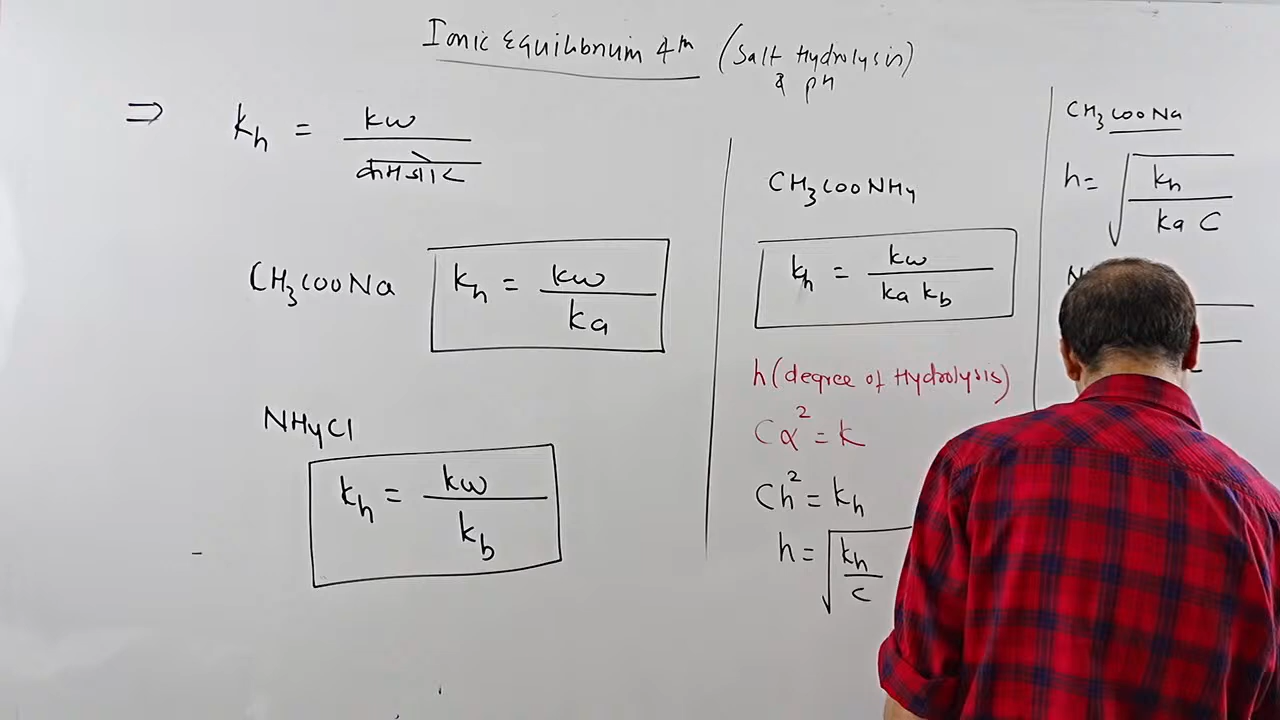 Ionic Equilibrium 4th (Salt Hydrolysis)
& pH
⇒ kh = kw / कमजोर
CH3COONa kh = kw / ka
NH4Cl
kh = kw / kb
CH3COONH4
kh = kw / ka kb
h (degree of Hydrolysis)
Cα² = k
Ch² = kh
h = √(kh / C)
CH3COONa
h = √(kh / ka C)